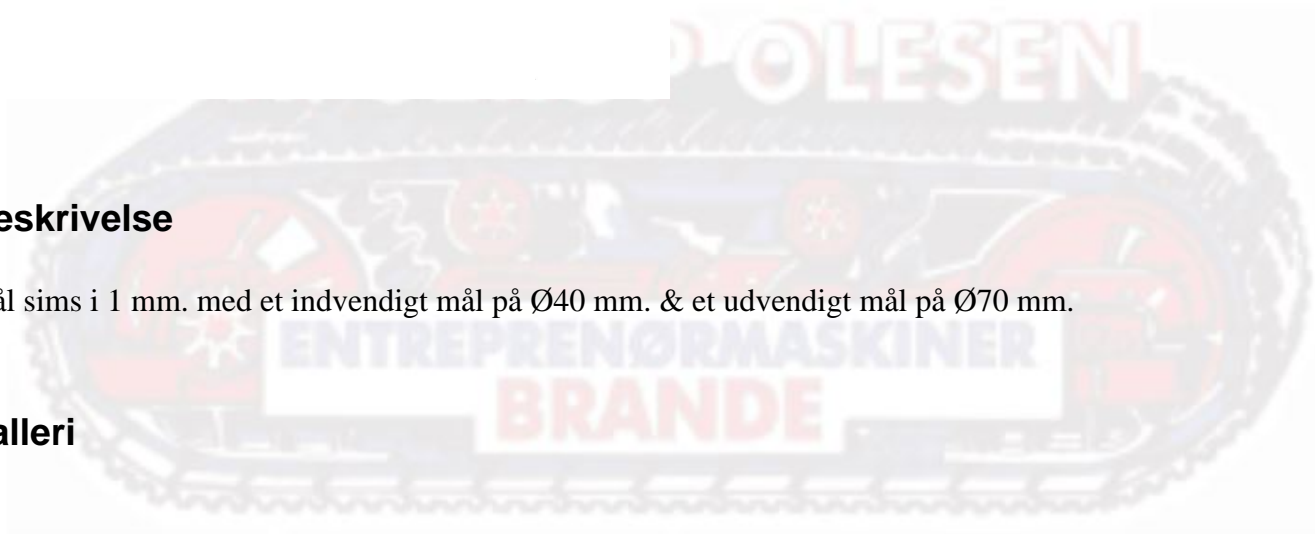 P OLESEN
eskrivelse
ål sims i 1 mm. med et indvendigt mål på Ø40 mm. & et udvendigt mål på Ø70 mm.
ENTREPRENØRMASKINER
BRANDE
alleri